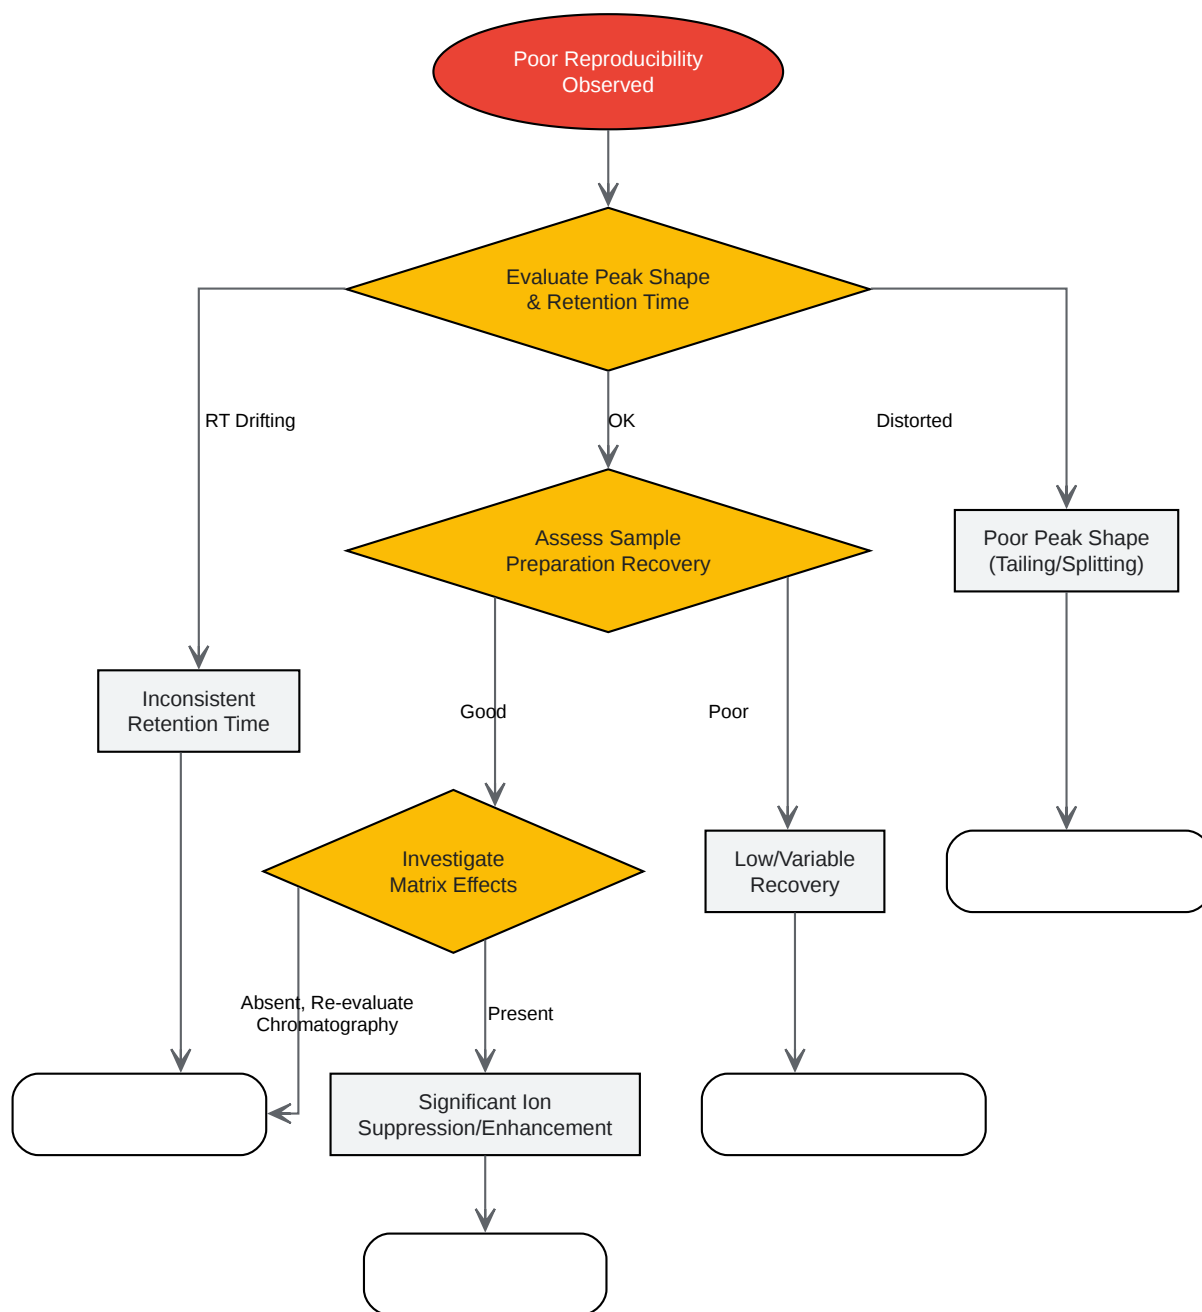 Poor Reproducibility
Observed
Evaluate Peak Shape
& Retention Time
RT Drifting
OK
Distorted
Assess Sample
Preparation Recovery
Poor Peak Shape
(Tailing/Splitting)
Inconsistent
Retention Time
Good
Poor
Investigate
Matrix Effects
Low/Variable
Recovery
Absent, Re-evaluate
Chromatography
Present
Significant Ion
Suppression/Enhancement